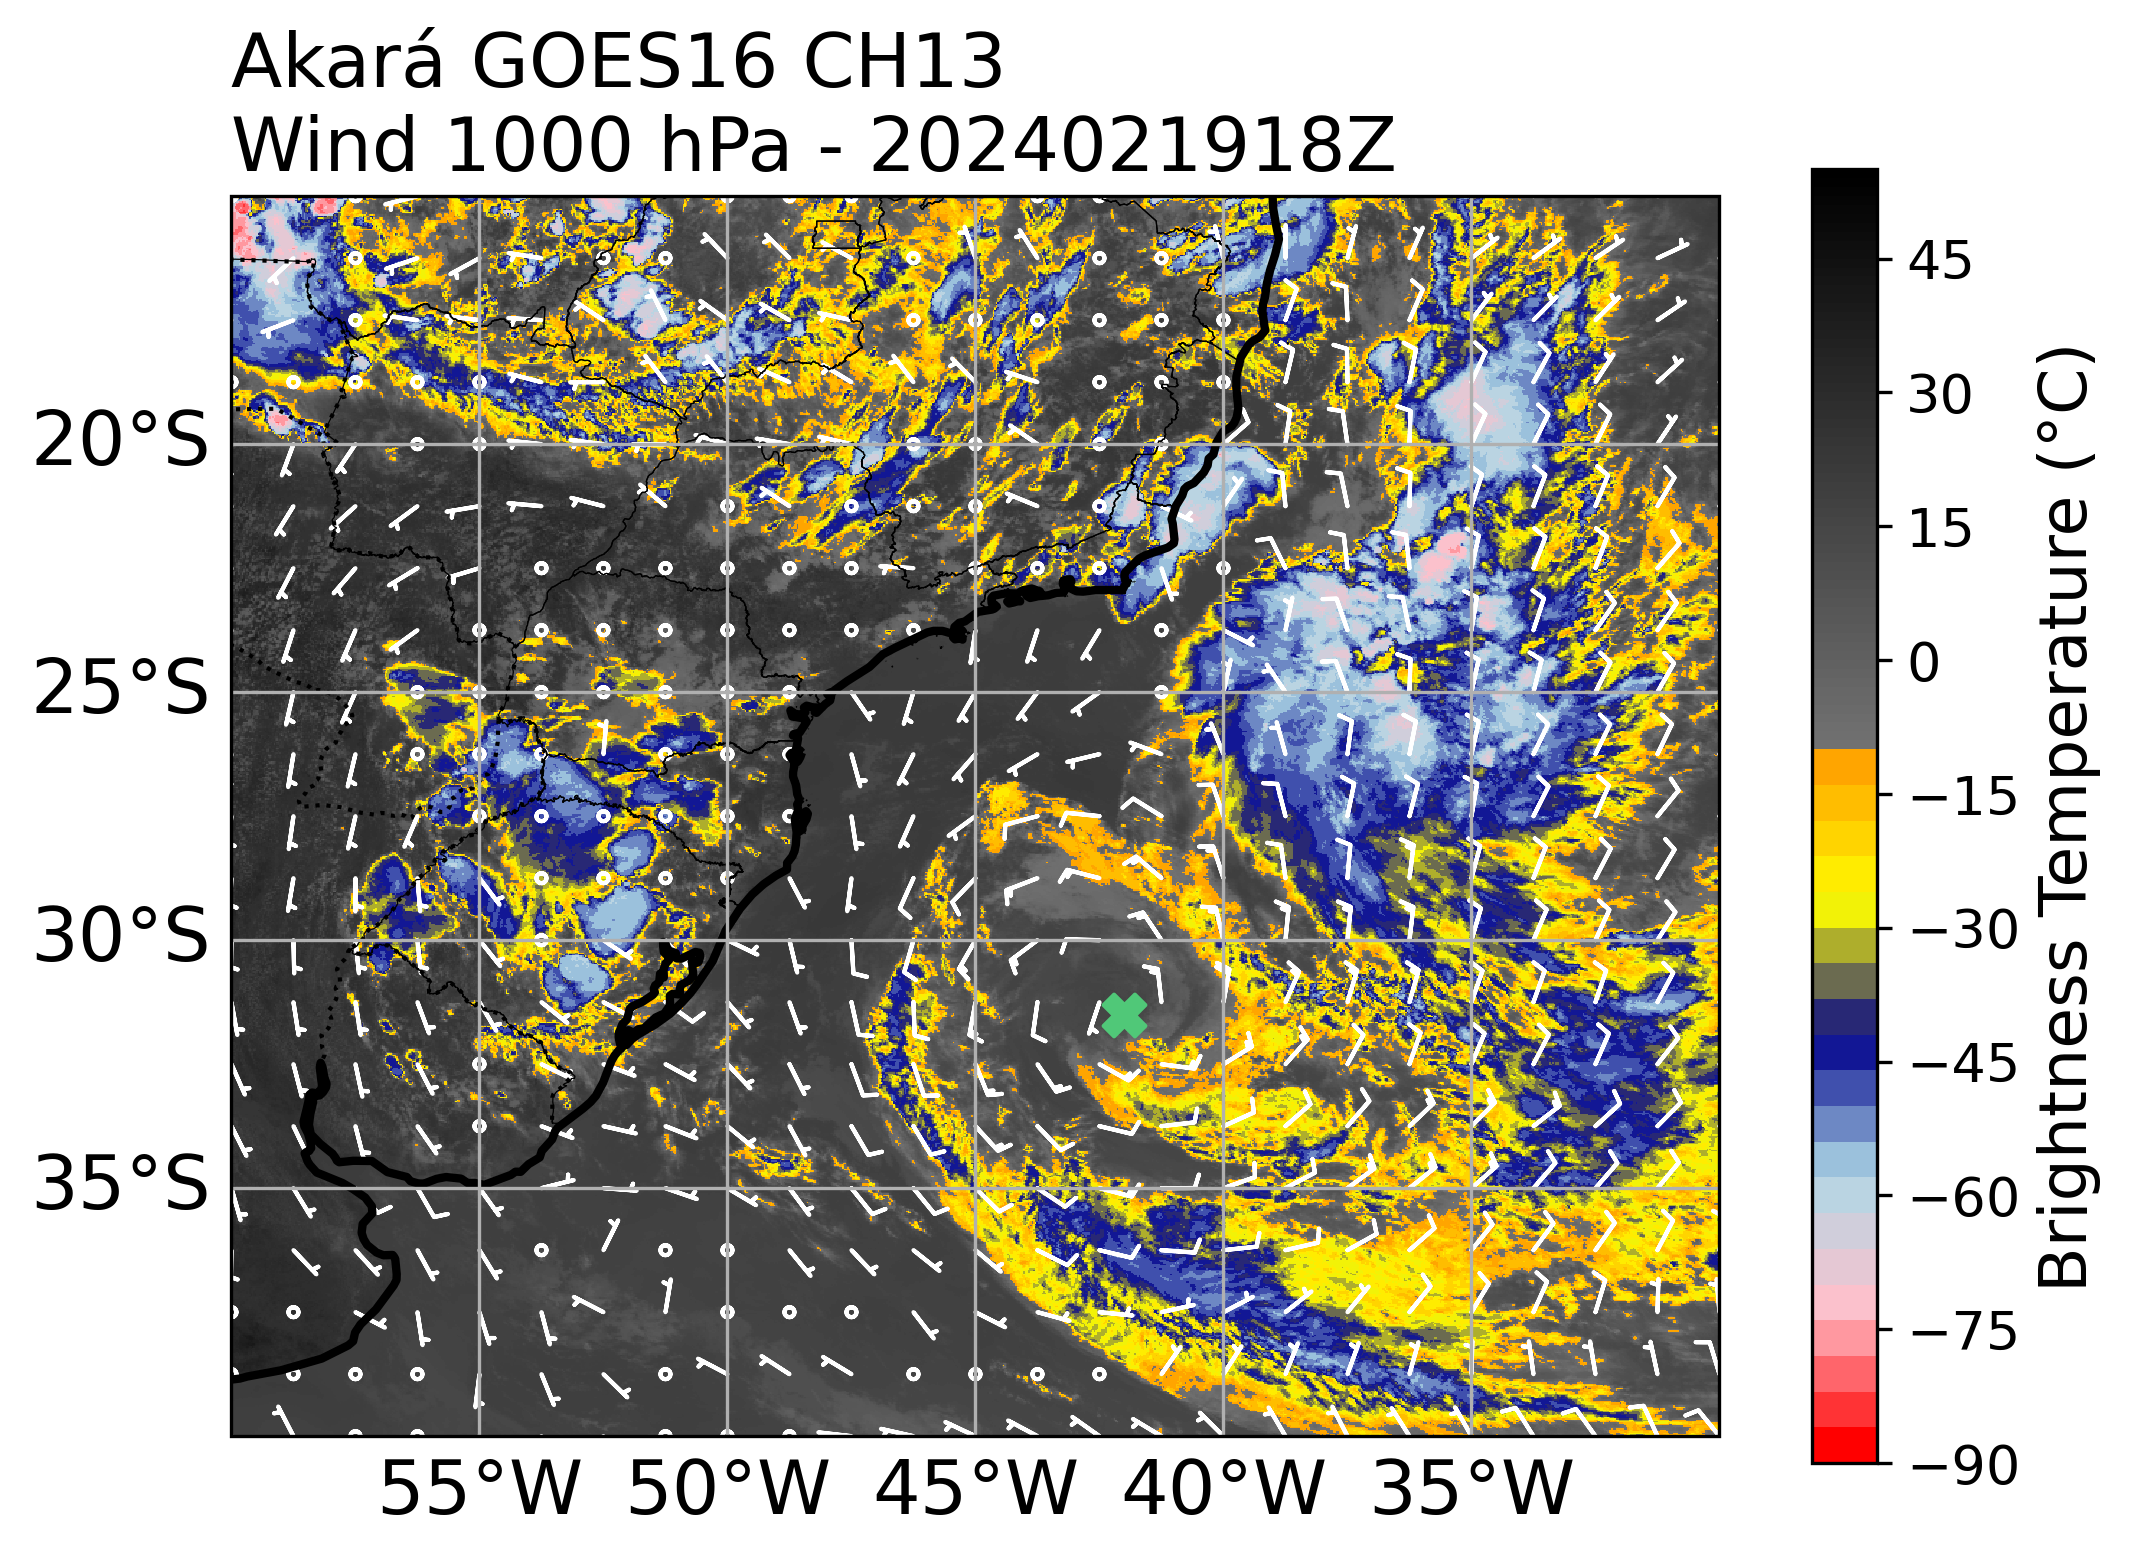 Akará GOES16 CH13
Wind 1000 hPa - 2024021918Z
20°S
25°S
30°S
35°S
55°W 50°W 45°W 40°W 35°W
45
30
15
0
−15
−30
−45
−60
−75
−90
Brightness Temperature (°C)